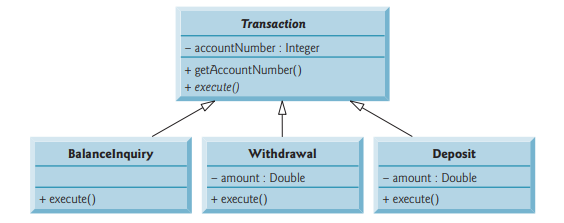 Transaction
– accountNumber : Integer
+ getAccountNumber()
+ execute()
BalanceInquiry
+ execute()
Withdrawal
– amount : Double
+ execute()
Deposit
– amount : Double
+ execute()